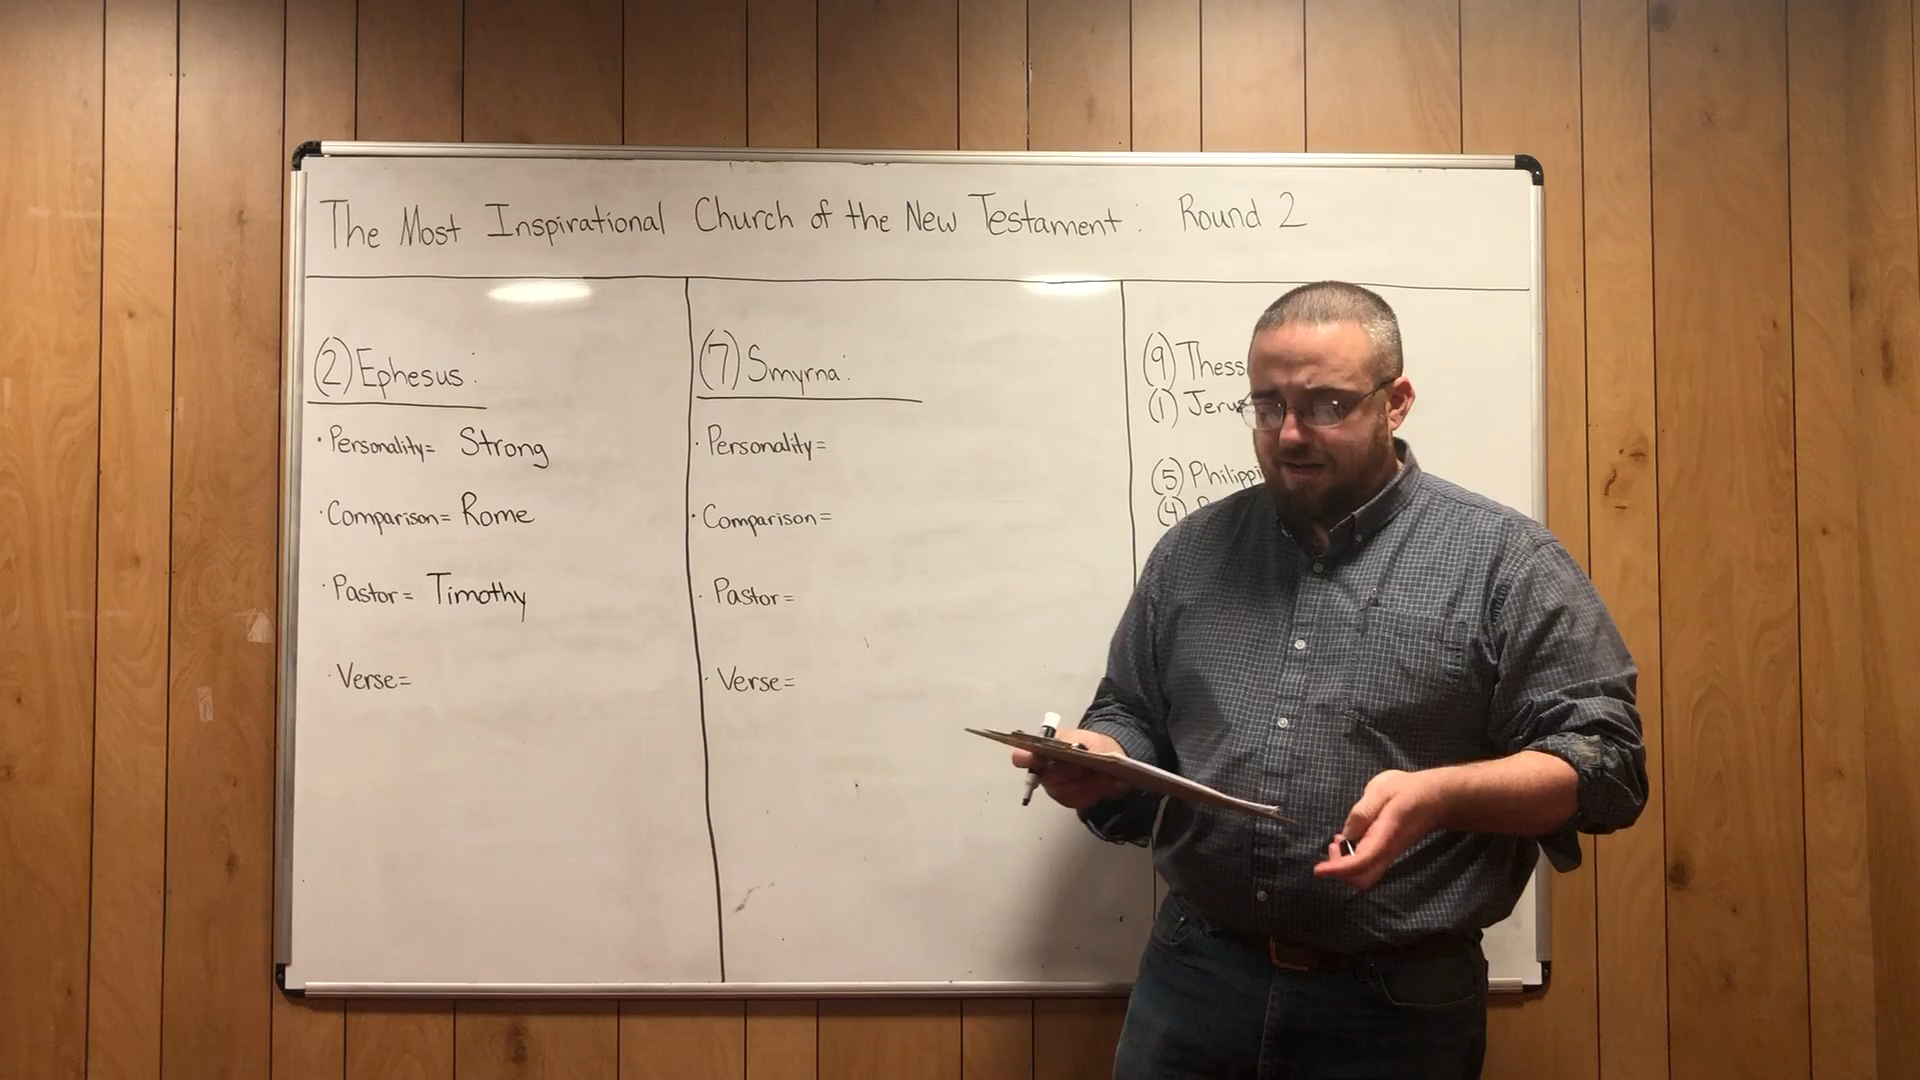 The Most Inspirational Church of the New Testament: Round 2
(2) Ephesus:
· Personality= Strong
· Comparison= Rome
· Pastor= Timothy
· Verse=
(7) Smyrna:
· Personality=
· Comparison=
· Pastor=
· Verse=
(9) Thess
(1) Jerus
(5) Philippi
(4)